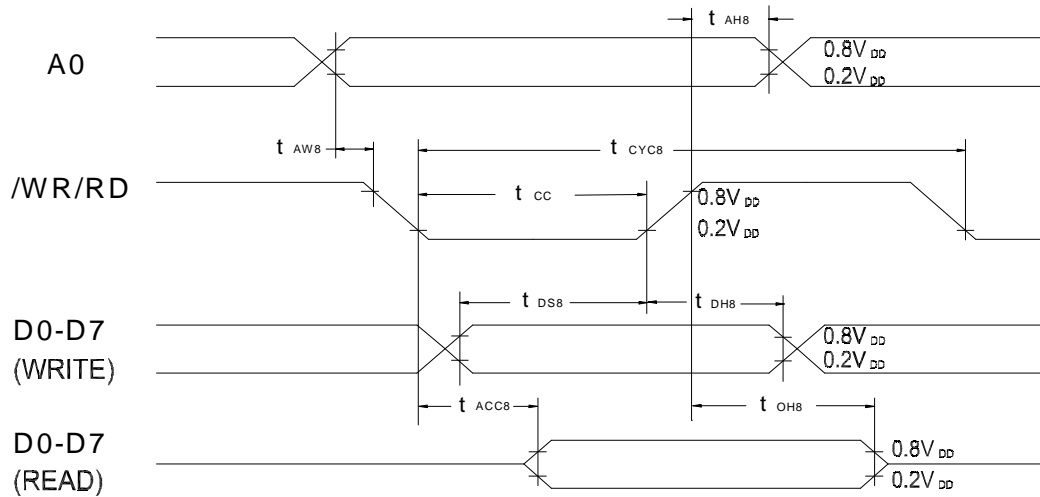 t AH8
A0
0.8V DD
0.2V DD
t AW8
t CYC8
/WR/RD
t CC
0.8V DD
0.2V DD
t DS8
t DH8
D0-D7
(WRITE)
0.8V DD
0.2V DD
t ACC8
t OH8
D0-D7
(READ)
0.8V DD
0.2V DD